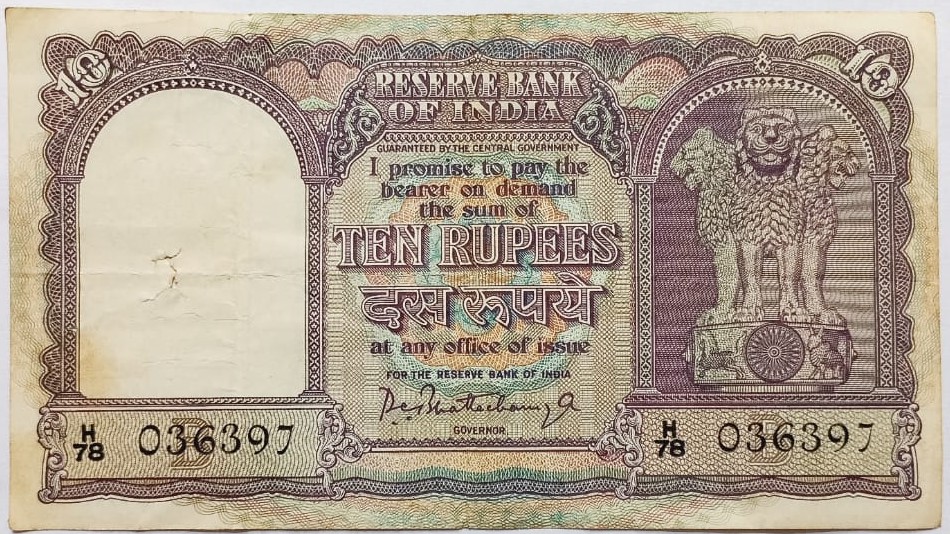 10
10
RESERVE BANK
OF INDIA
GUARANTEED BY THE CENTRAL GOVERNMENT
I promise to pay the
bearer on demand
the sum of
TEN RUPEES
दस रुपये
at any office of issue
FOR THE RESERVE BANK OF INDIA
P. C. Bhattacharyya
GOVERNOR.
H/78 036397
B
H/78 036397
B